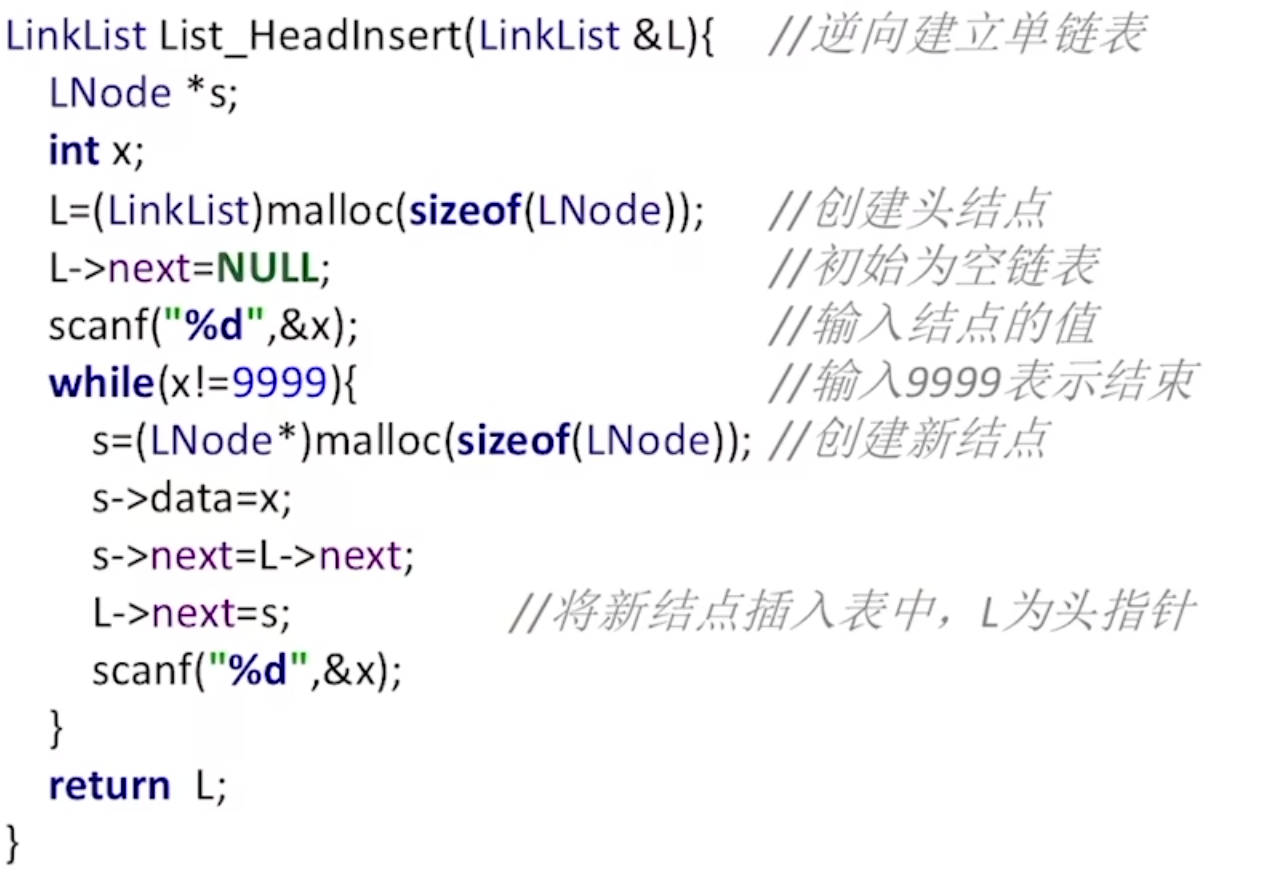 LinkList List_HeadInsert(LinkList &L){ //逆向建立单链表
LNode *s;
int x;
L=(LinkList)malloc(sizeof(LNode)); //创建头结点
L->next=NULL; //初始为空链表
scanf("%d",&x); //输入结点的值
while(x!=9999){ //输入9999表示结束
s=(LNode*)malloc(sizeof(LNode)); //创建新结点
s->data=x;
s->next=L->next;
L->next=s; //将新结点插入表中，L为头指针
scanf("%d",&x);
}
return L;
}